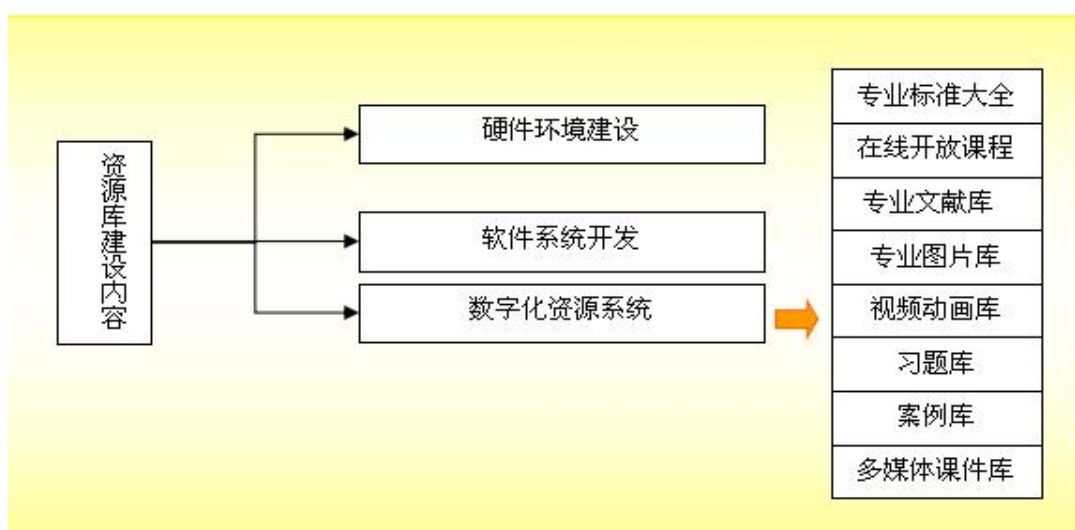 资源库建设内容
硬件环境建设
软件系统开发
数字化资源系统
专业标准大全
在线开放课程
专业文献库
专业图片库
视频动画库
习题库
案例库
多媒体课件库